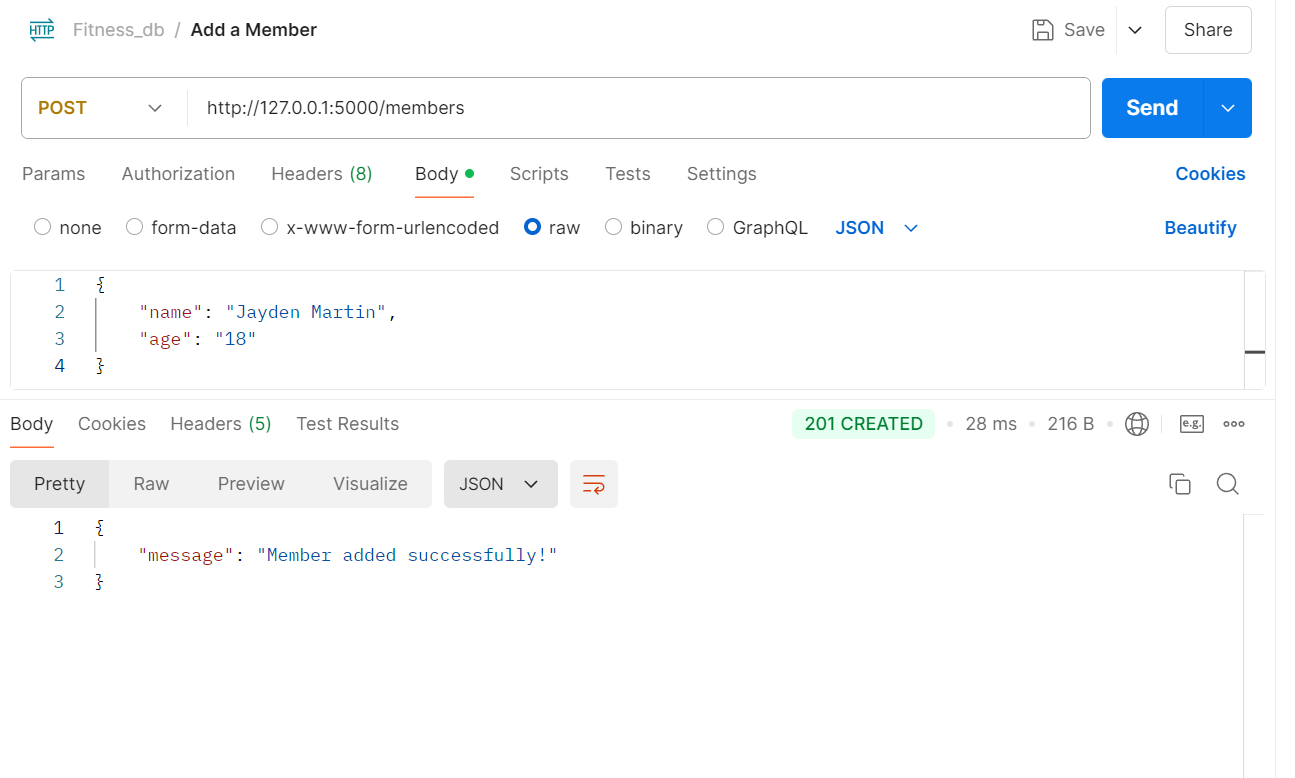 HTTP Fitness_db / Add a Member Save Share
POST http://127.0.0.1:5000/members Send
Params Authorization Headers (8) Body Scripts Tests Settings Cookies
none form-data x-www-form-urlencoded raw binary GraphQL JSON Beautify
1 {
2 "name": "Jayden Martin",
3 "age": "18"
4 }
Body Cookies Headers (5) Test Results 201 CREATED 28 ms 216 B e.g.
Pretty Raw Preview Visualize JSON
1 {
2 "message": "Member added successfully!"
3 }